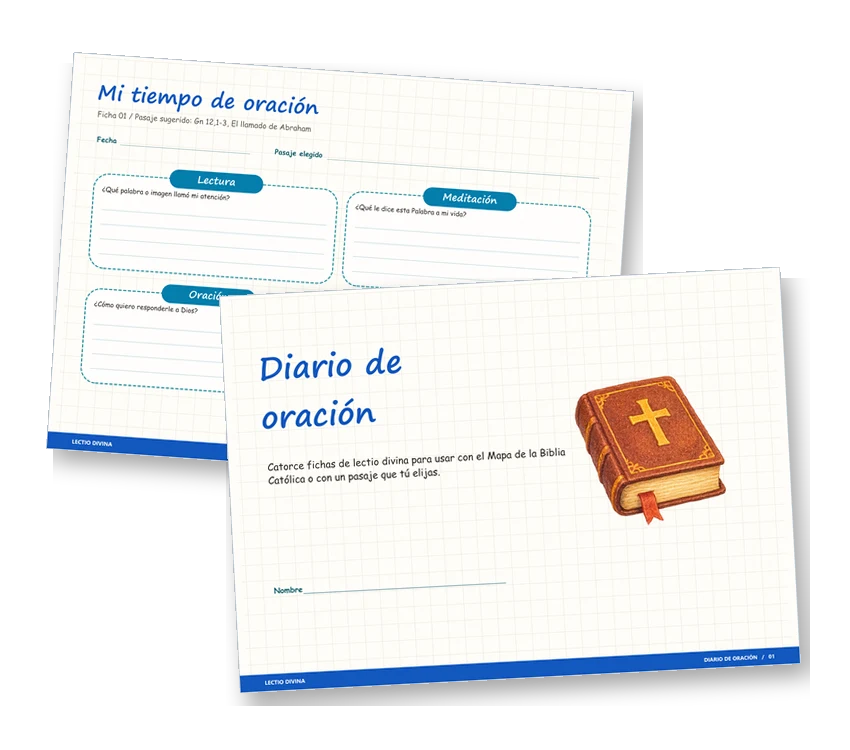 Mi tiempo de oración
Ficha 01 / Pasaje sugerido: Gn 12,1-3, El llamado de Abraham
Fecha
Pasaje elegido
Lectura
¿Qué palabra o imagen llamó mi atención?
Meditación
¿Qué le dice esta Palabra a mi vida?
Oració
¿Cómo quiero responderle a Dios?
LECTIO DIVINA
Diario de
oración
Catorce fichas de lectio divina para usar con el Mapa de la Biblia
Católica o con un pasaje que tú elijas.
Nombre
LECTIO DIVINA
DIARIO DE ORACIÓN / 01